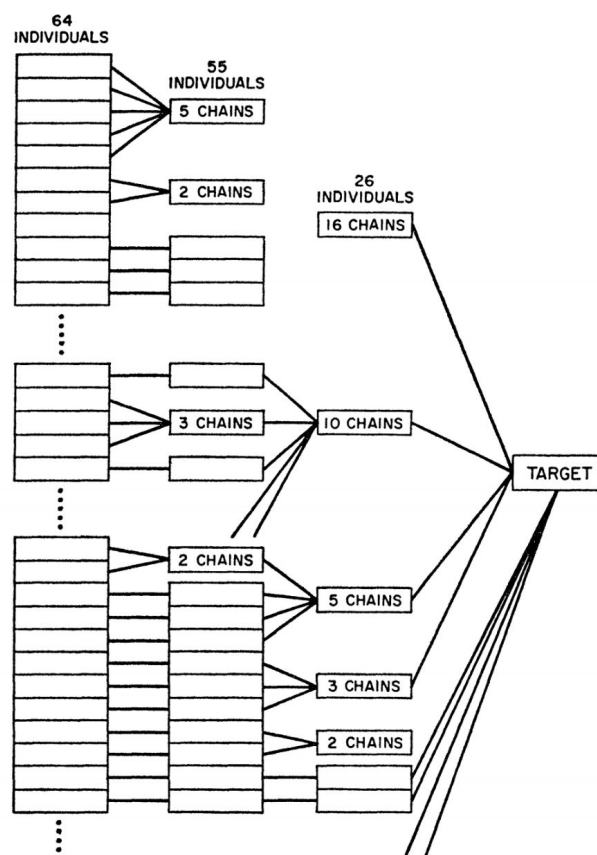 64
INDIVIDUALS
55
INDIVIDUALS
5 CHAINS
2 CHAINS
26
INDIVIDUALS
16 CHAINS
3 CHAINS
10 CHAINS
TARGET
2 CHAINS
5 CHAINS
3 CHAINS
2 CHAINS